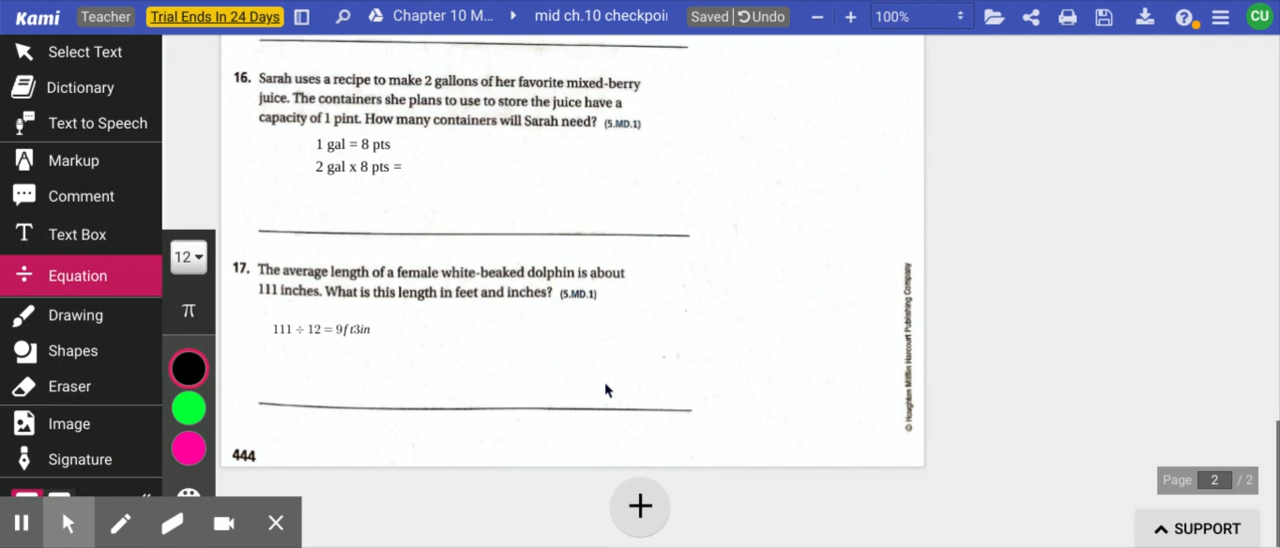 Kami Teacher Trial Ends In 24 Days Chapter 10 M... mid ch.10 checkpoi Saved Undo 100% CU
Select Text
Dictionary
Text to Speech
Markup
Comment
Text Box
Equation
Drawing
Shapes
Eraser
Image
Signature
12
π
16. Sarah uses a recipe to make 2 gallons of her favorite mixed-berry
juice. The containers she plans to use to store the juice have a
capacity of 1 pint. How many containers will Sarah need? (5.MD.1)
1 gal = 8 pts
2 gal x 8 pts =
17. The average length of a female white-beaked dolphin is about
111 inches. What is this length in feet and inches? (5.MD.1)
111 ÷ 12 = 9ft3in
444
© Houghton Mifflin Harcourt Publishing Company
Page 2 / 2
SUPPORT